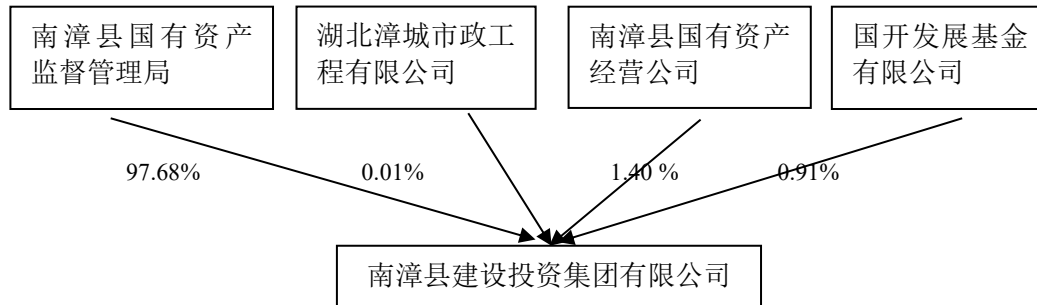 南漳县国有资产
监督管理局
湖北漳城市政工
程有限公司
南漳县国有资产
经营公司
国开发展基金
有限公司
97.68%
0.01%
1.40 %
0.91%
南漳县建设投资集团有限公司